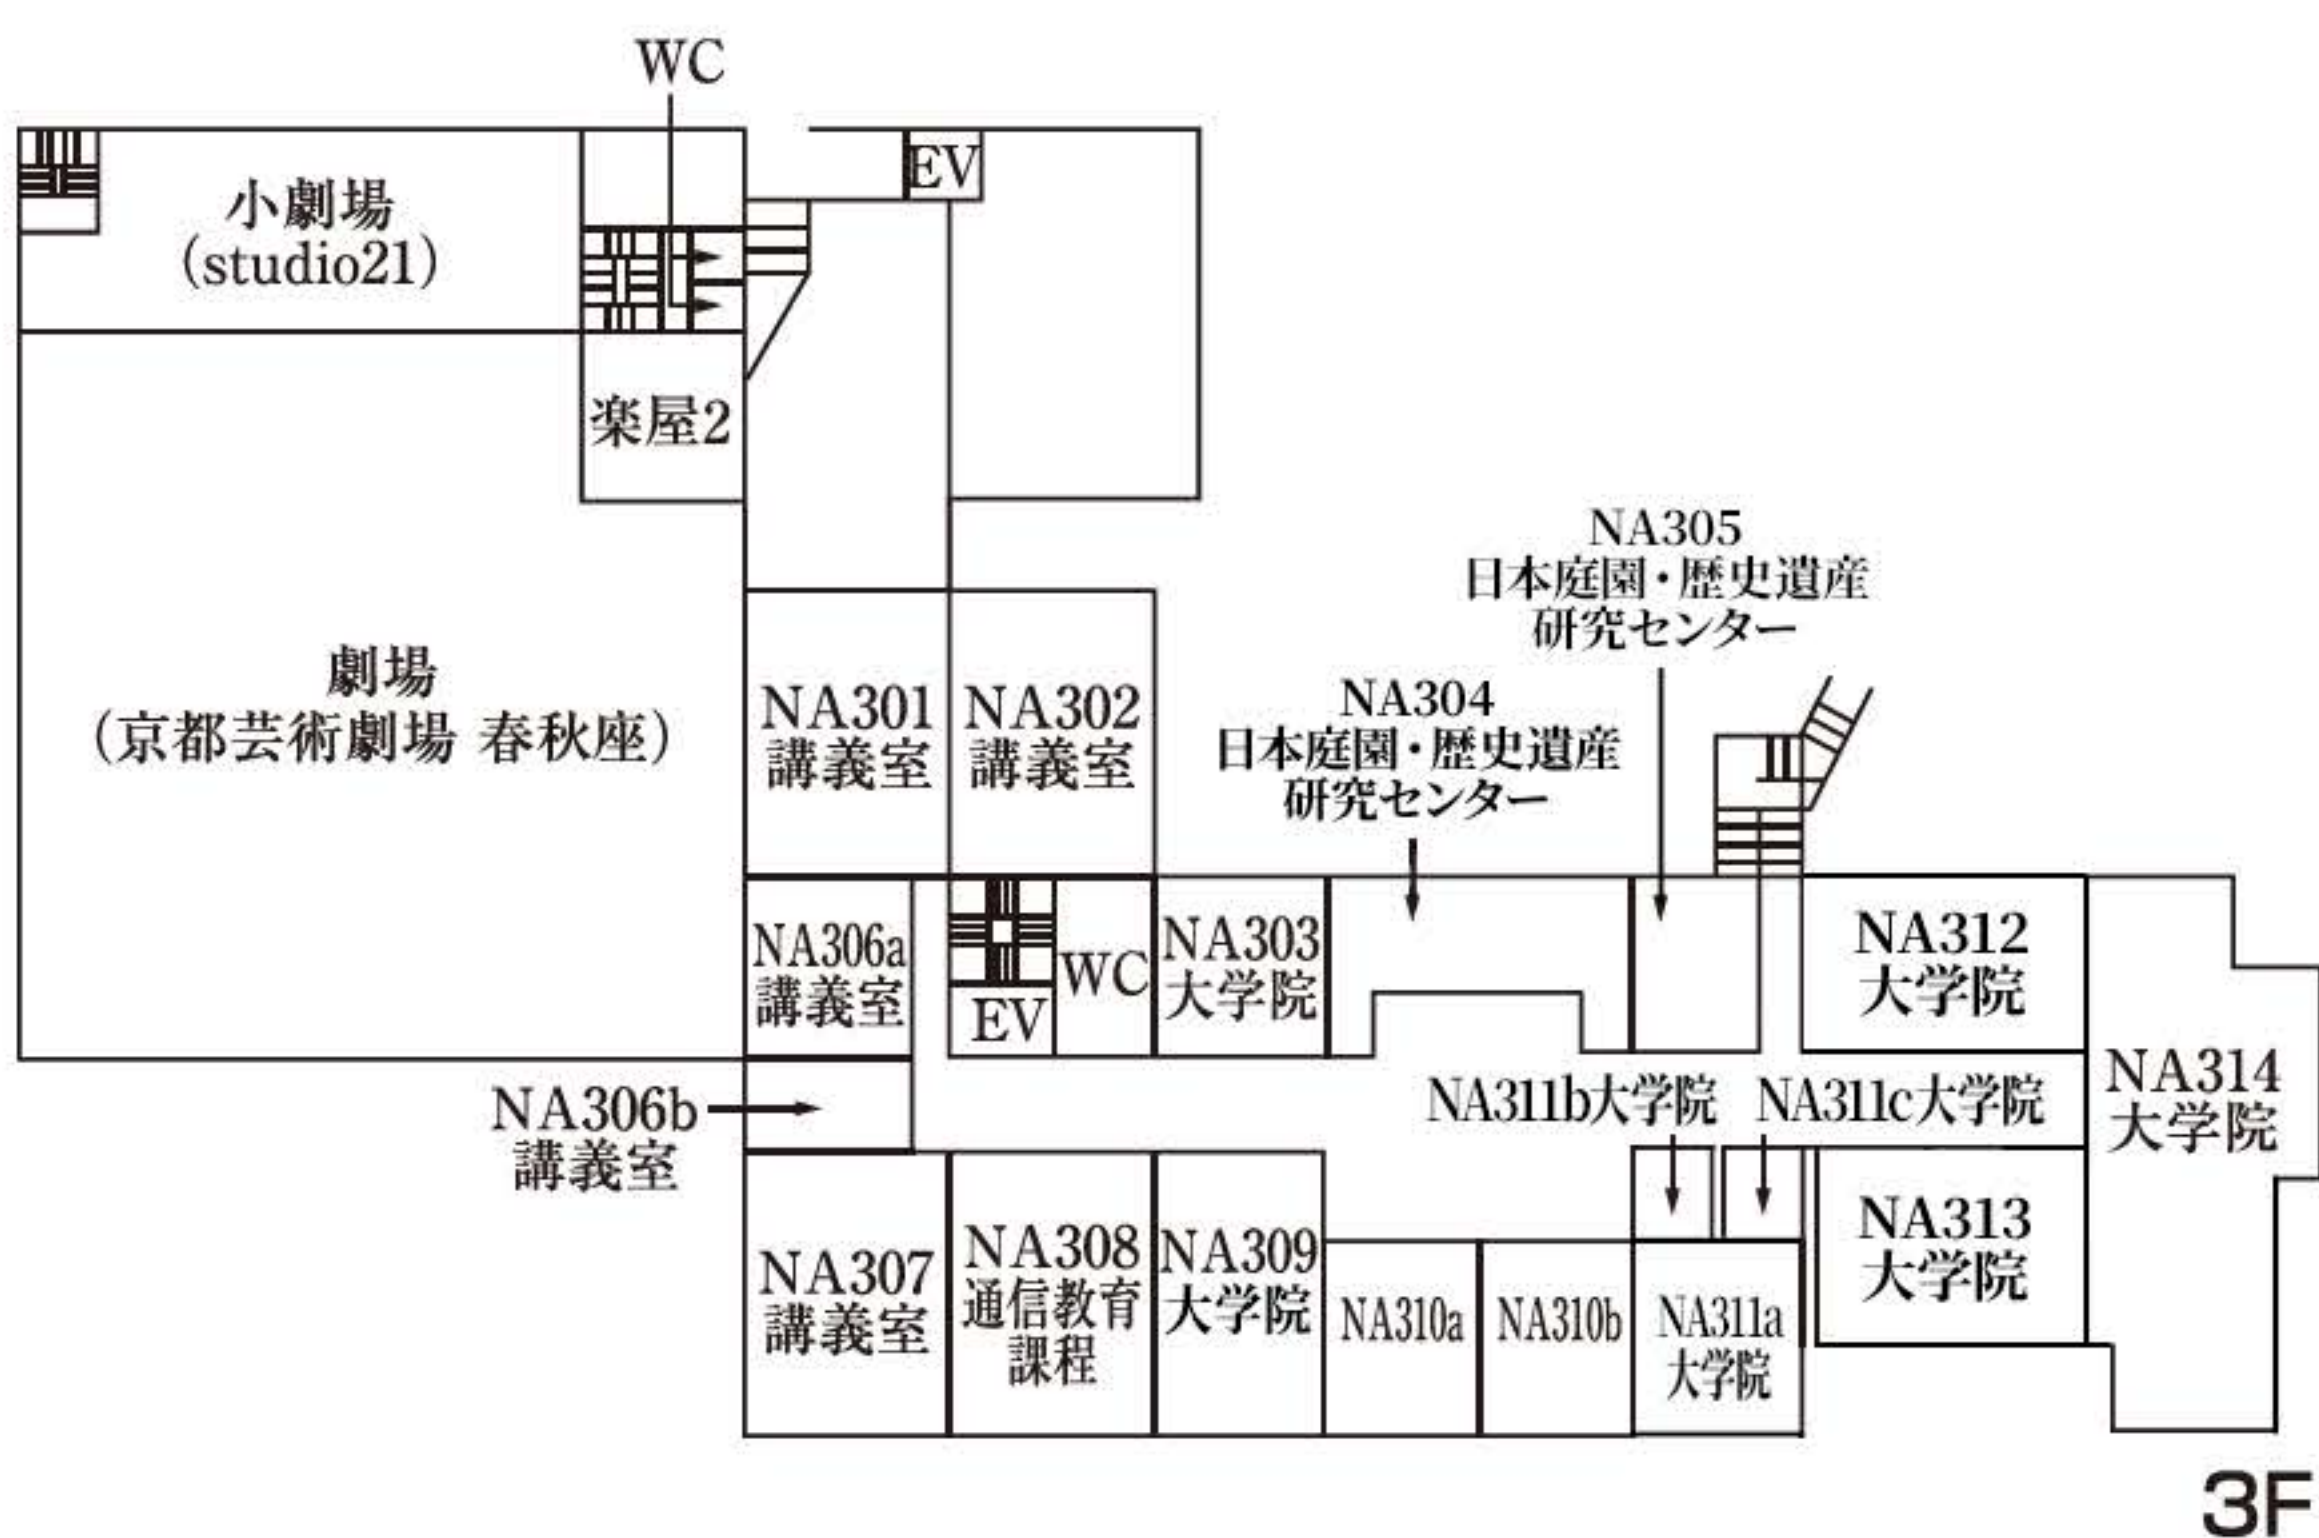 WC
EV
小劇場
(studio21)
楽屋2
NA305
日本庭園・歴史遺産
研究センター
劇場
(京都芸術劇場 春秋座)
NA301
講義室
NA302
講義室
NA304
日本庭園・歴史遺産
研究センター
NA306a
講義室
EV
WC
NA303
大学院
NA312
大学院
NA314
大学院
NA306b
講義室
NA311b大学院
NA311c大学院
NA307
講義室
NA308
通信教育
課程
NA309
大学院
NA310a
NA310b
NA311a
大学院
NA313
大学院
3F